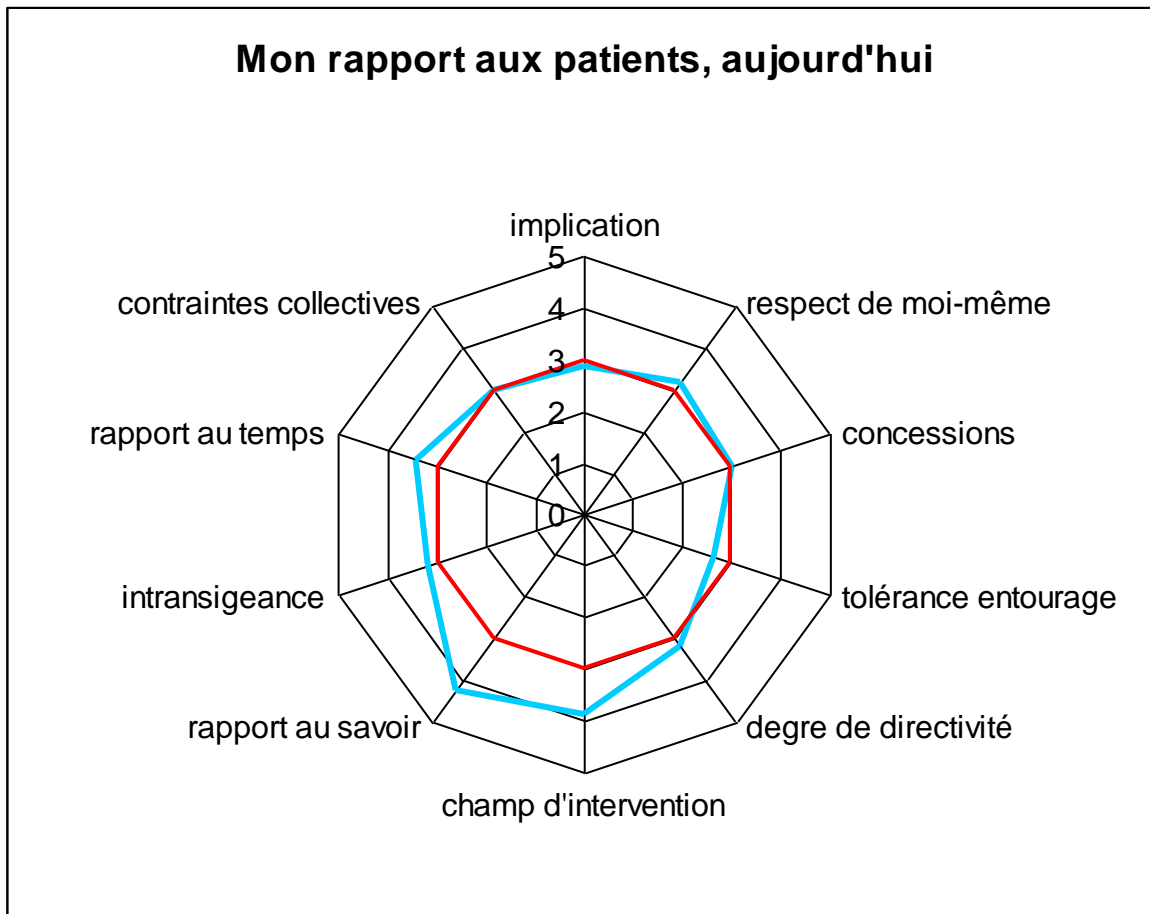 Mon rapport aux patients, aujourd'hui
implication
5
contraintes collectives
respect de moi-même
4
3
rapport au temps
concessions
2
1
0
intransigeance
tolérance entourage
rapport au savoir
degre de directivité
champ d'intervention